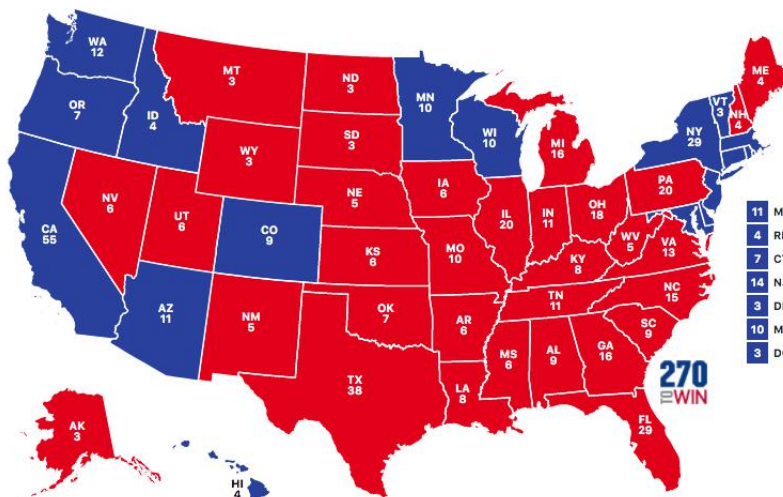 WA
12
OR
7
ID
4
MT
3
ND
3
MN
10
WI
10
MI
16
ME
4
VT
3
NH
4
NY
29
WY
3
SD
3
IA
6
NE
5
NV
6
UT
6
CO
9
CA
55
KS
6
MO
10
IL
20
IN
11
OH
18
PA
20
WV
5
VA
13
KY
8
NC
15
TN
11
SC
9
AZ
11
NM
5
OK
7
AR
6
MS
6
AL
9
GA
16
LA
8
TX
38
FL
29
AK
3
HI
4
11 M
4
7
14
3
10 M
3
270
TOWIN